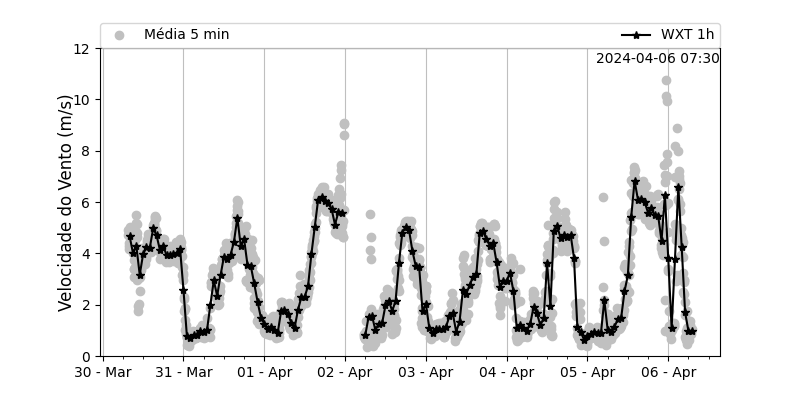 Média 5 min
WXT 1h
2024-04-06 07:30
Velocidade do Vento (m/s)
12
10
8
6
4
2
0
30 - Mar
31 - Mar
01 - Apr
02 - Apr
03 - Apr
04 - Apr
05 - Apr
06 - Apr